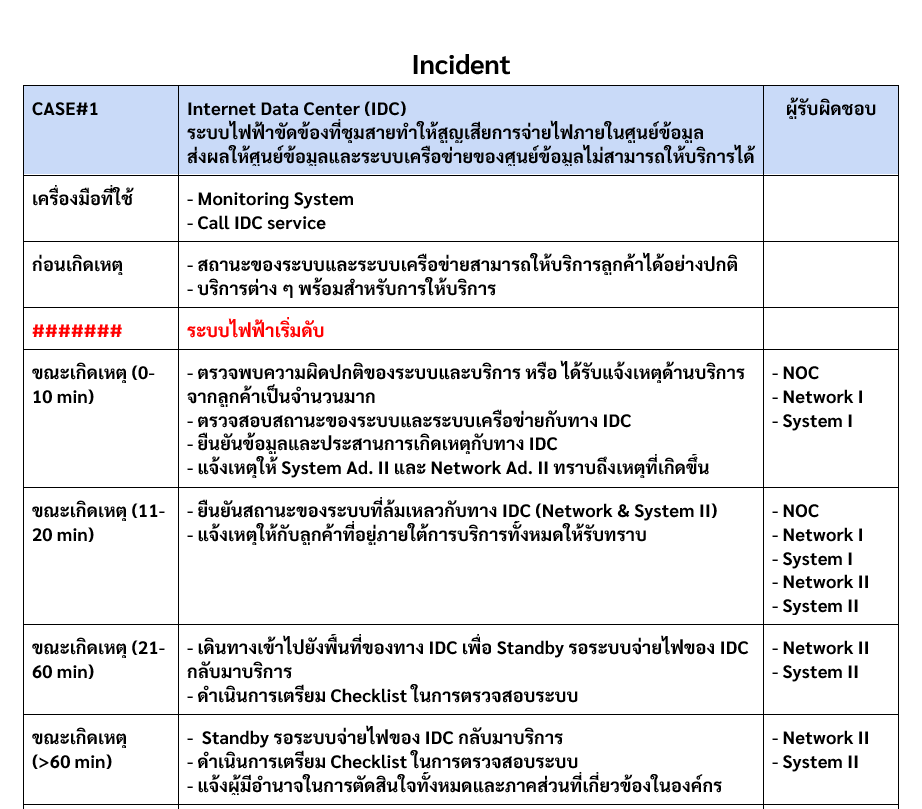 Incident
CASE#1
Internet Data Center (IDC)
ระบบไฟฟ้าขัดข้องที่ชุมสายทำให้สูญเสียการจ่ายไฟภายในศูนย์ข้อมูล
ส่งผลให้ศูนย์ข้อมูลและระบบเครือข่ายของศูนย์ข้อมูลไม่สามารถให้บริการได้
ผู้รับผิดชอบ
เครื่องมือที่ใช้
- Monitoring System
- Call IDC service
ก่อนเกิดเหตุ
- สถานะของระบบและระบบเครือข่ายสามารถให้บริการลูกค้าได้อย่างปกติ
- บริการต่าง ๆ พร้อมสำหรับการให้บริการ
#######
ระบบไฟฟ้าเริ่มดับ
ขณะเกิดเหตุ (0-
10 min)
- ตรวจพบความผิดปกติของระบบและบริการ หรือ ได้รับแจ้งเหตุด้านบริการ
จากลูกค้าเป็นจำนวนมาก
- ตรวจสอบสถานะของระบบและระบบเครือข่ายกับทาง IDC
- ยืนยันข้อมูลและประสานการเกิดเหตุกับทาง IDC
- แจ้งเหตุให้ System Ad. II และ Network Ad. II ทราบถึงเหตุที่เกิดขึ้น
- NOC
- Network I
- System I
ขณะเกิดเหตุ (11-
20 min)
- ยืนยันสถานะของระบบที่ล้มเหลวกับทาง IDC (Network & System II)
- แจ้งเหตุให้กับลูกค้าที่อยู่ภายใต้การบริการทั้งหมดให้รับทราบ
- NOC
- Network I
- System I
- Network II
- System II
ขณะเกิดเหตุ (21-
60 min)
- เดินทางเข้าไปยังพื้นที่ของทาง IDC เพื่อ Standby รอระบบจ่ายไฟของ IDC
กลับมาบริการ
- ดำเนินการเตรียม Checklist ในการตรวจสอบระบบ
- Network II
- System II
ขณะเกิดเหตุ
(>60 min)
- Standby รอระบบจ่ายไฟของ IDC กลับมาบริการ
- ดำเนินการเตรียม Checklist ในการตรวจสอบระบบ
- แจ้งผู้มีอำนาจในการตัดสินใจทั้งหมดและภาคส่วนที่เกี่ยวข้องในองค์กร
- Network II
- System II